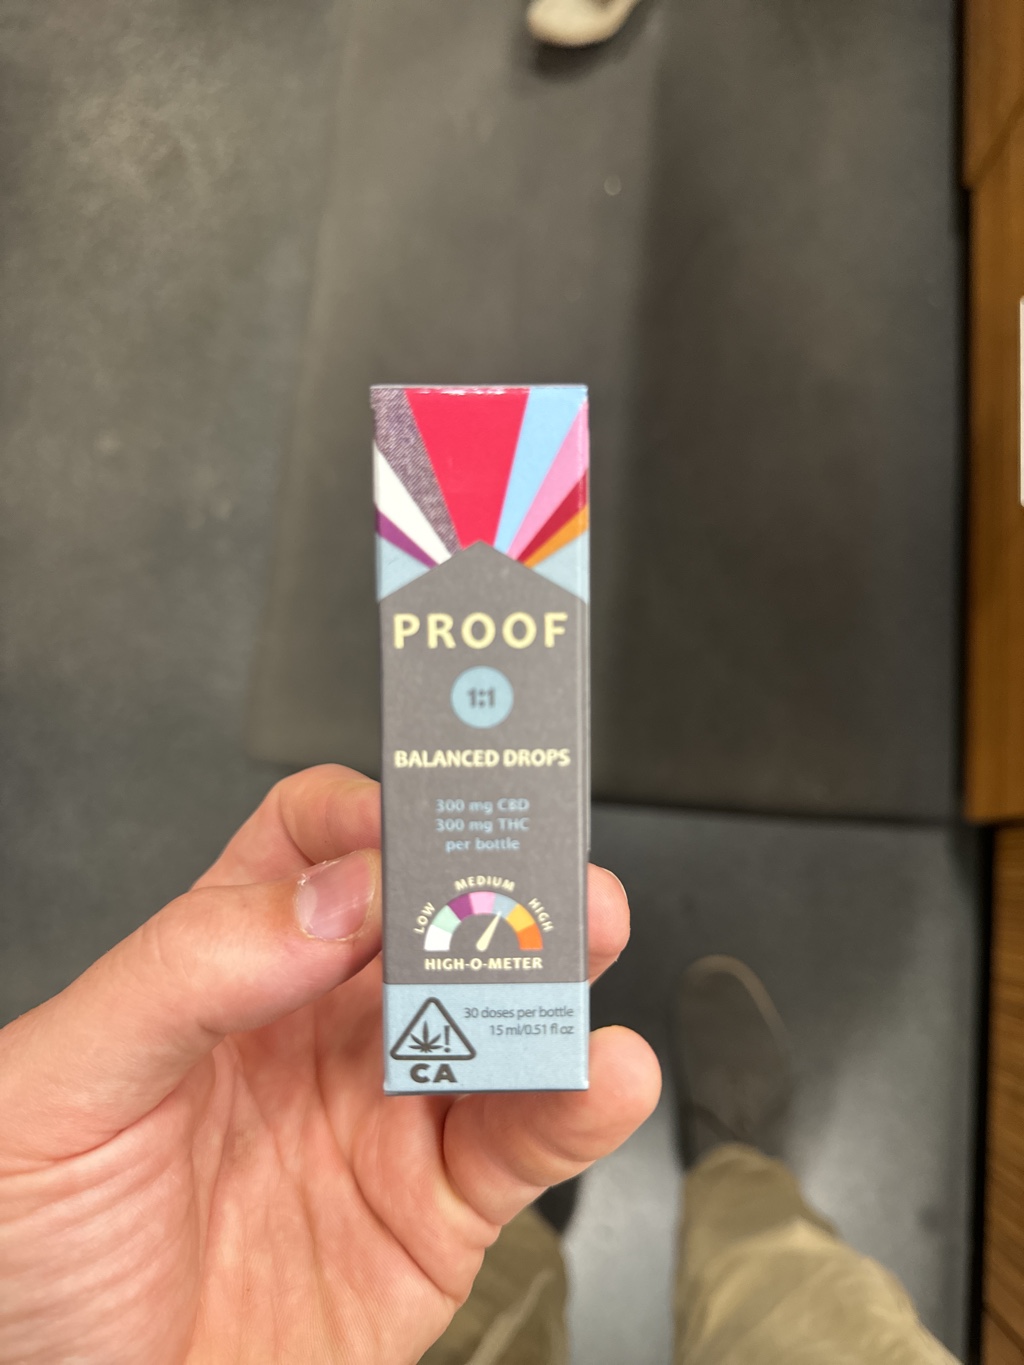 PROOF
1:1
BALANCED DROPS
300 mg CBD
300 mg THC
per bottle
LOW MEDIUM HIGH
HIGH-O-METER
30 doses per bottle
15 ml/0.51 fl oz
!
CA